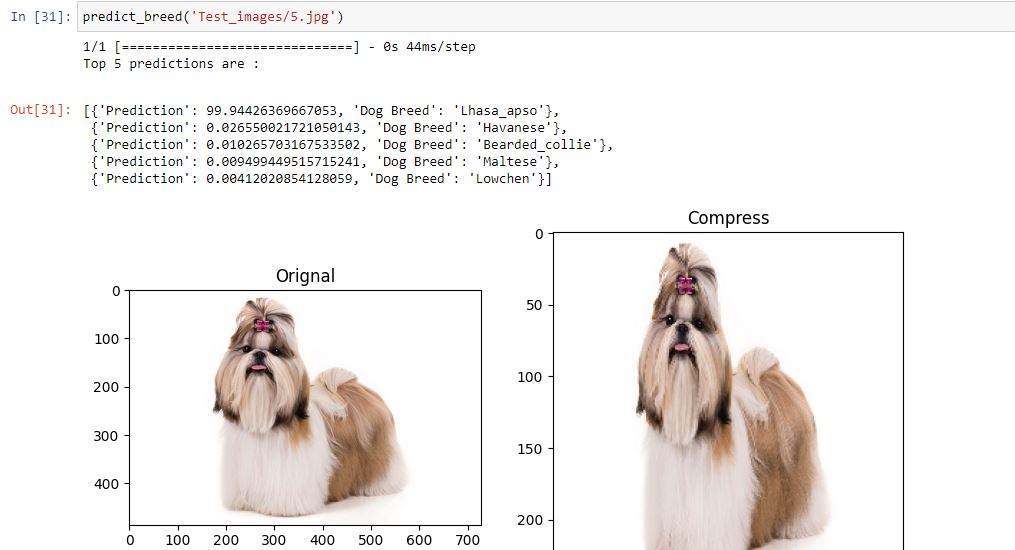 In [31]: predict_breed('Test_images/5.jpg')
1/1 [==============================] - 0s 44ms/step
Top 5 predictions are :
Out[31]: [{'Prediction': 99.94426369667053, 'Dog Breed': 'Lhasa_apso'},
{'Prediction': 0.026550021721050143, 'Dog Breed': 'Havanese'},
{'Prediction': 0.010265703167533502, 'Dog Breed': 'Bearded_collie'},
{'Prediction': 0.009499449515715241, 'Dog Breed': 'Maltese'},
{'Prediction': 0.00412020854128059, 'Dog Breed': 'Lowchen'}]
Orignal
0
100
200
300
400
0 100 200 300 400 500 600 700
Compress
0
50
100
150
200